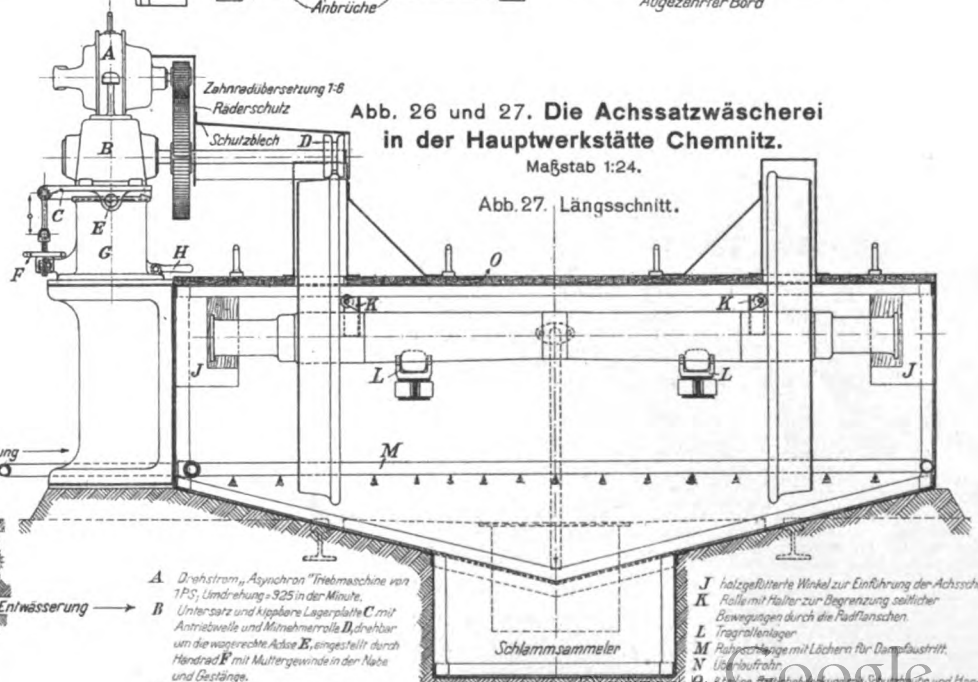 Anbrüche
Augezehrter Bord
A
Zahnradübersetzung 1:6
Räderschutz
Schutzblech
D
B
Abb. 26 und 27. Die Achssatzwäscherei
in der Hauptwerkstätte Chemnitz.
Maßstab 1:24.
Abb. 27. Längsschnitt.
C
E
F
G
H
O
K
K
J
L
L
J
M
Entwässerung
Schlammsammeler
A Drehstrom „Asynchron" Triebmaschine von
1PS, Umdrehung = 925 in der Minute.
B Untersatz und kippbare Lagerplatte C mit
Antriebwelle und Mitnehmerrolle D, drehbar
um die wagerechte Achse E, eingestellt durch
Handrad F mit Muttergewinde in der Nabe
und Gestänge.
J holzgefütterte Winkel zur Einführung der
K Rolle mit Halter zur Begrenzung seitlicher
Bewegungen durch die Radflanschen.
L Tragrollenlager
M Rohrschlange mit Löchern für Dampfaustritt.
N Überlaufrohr.
Google